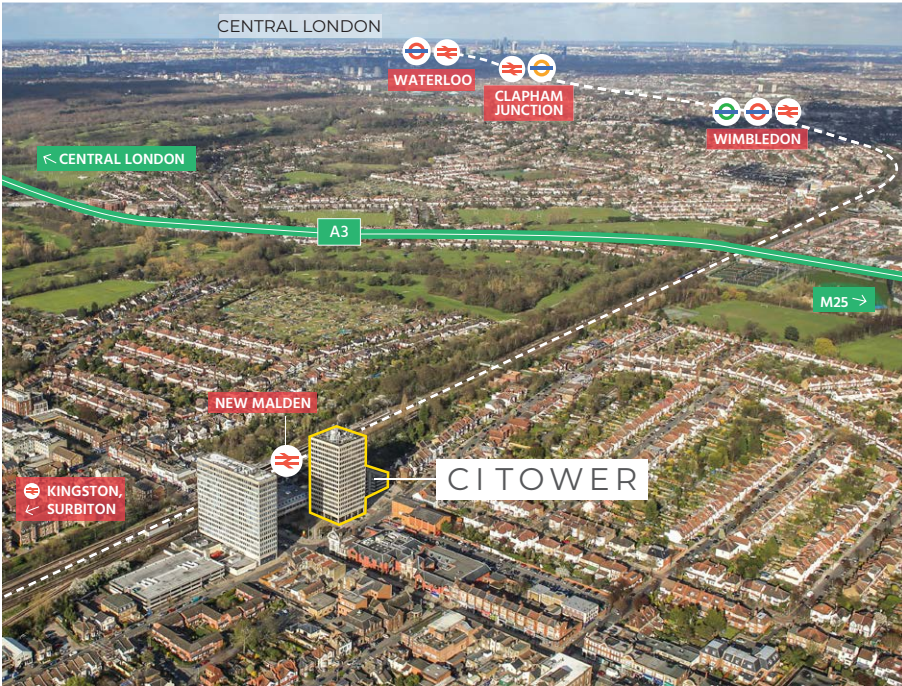 CENTRAL LONDON
WATERLOO
CLAPHAM
JUNCTION
WIMBLEDON
CENTRAL LONDON
A3
M25
NEW MALDEN
CI TOWER
KINGSTON,
SURBITON